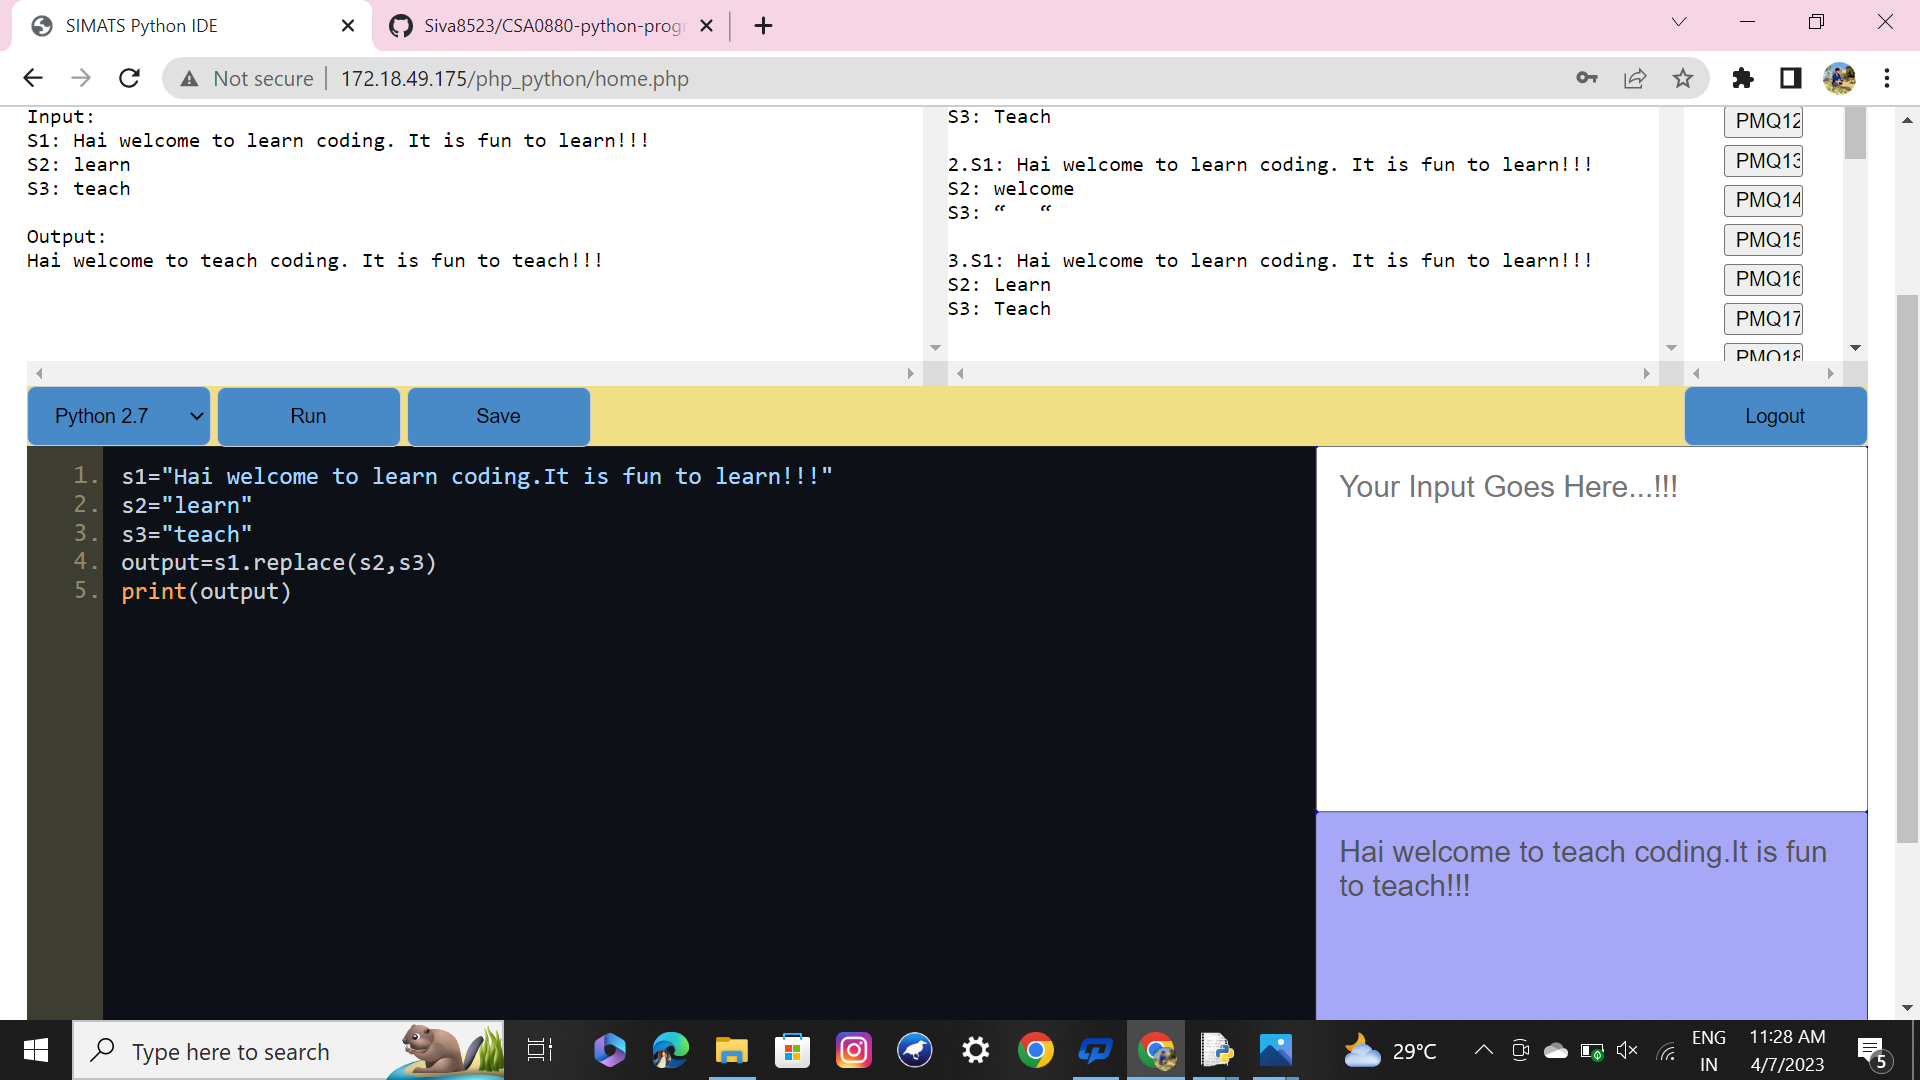 SIMATS Python IDE
Siva8523/CSA0880-python-progr
Not secure
172.18.49.175/php_python/home.php
Input:
S1: Hai welcome to learn coding. It is fun to learn!!!
S2: learn
S3: teach
Output:
Hai welcome to teach coding. It is fun to teach!!!
S3: Teach
2.S1: Hai welcome to learn coding. It is fun to learn!!!
S2: welcome
S3: “   “
3.S1: Hai welcome to learn coding. It is fun to learn!!!
S2: Learn
S3: Teach
PMQ12
PMQ13
PMQ14
PMQ15
PMQ16
PMQ17
PMQ18
Python 2.7
Run
Save
Logout
1. s1="Hai welcome to learn coding.It is fun to learn!!!"
2. s2="learn"
3. s3="teach"
4. output=s1.replace(s2,s3)
5. print(output)
Your Input Goes Here...!!!
Hai welcome to teach coding.It is fun
to teach!!!
Type here to search
29°C
ENG
IN
11:28 AM
4/7/2023
5